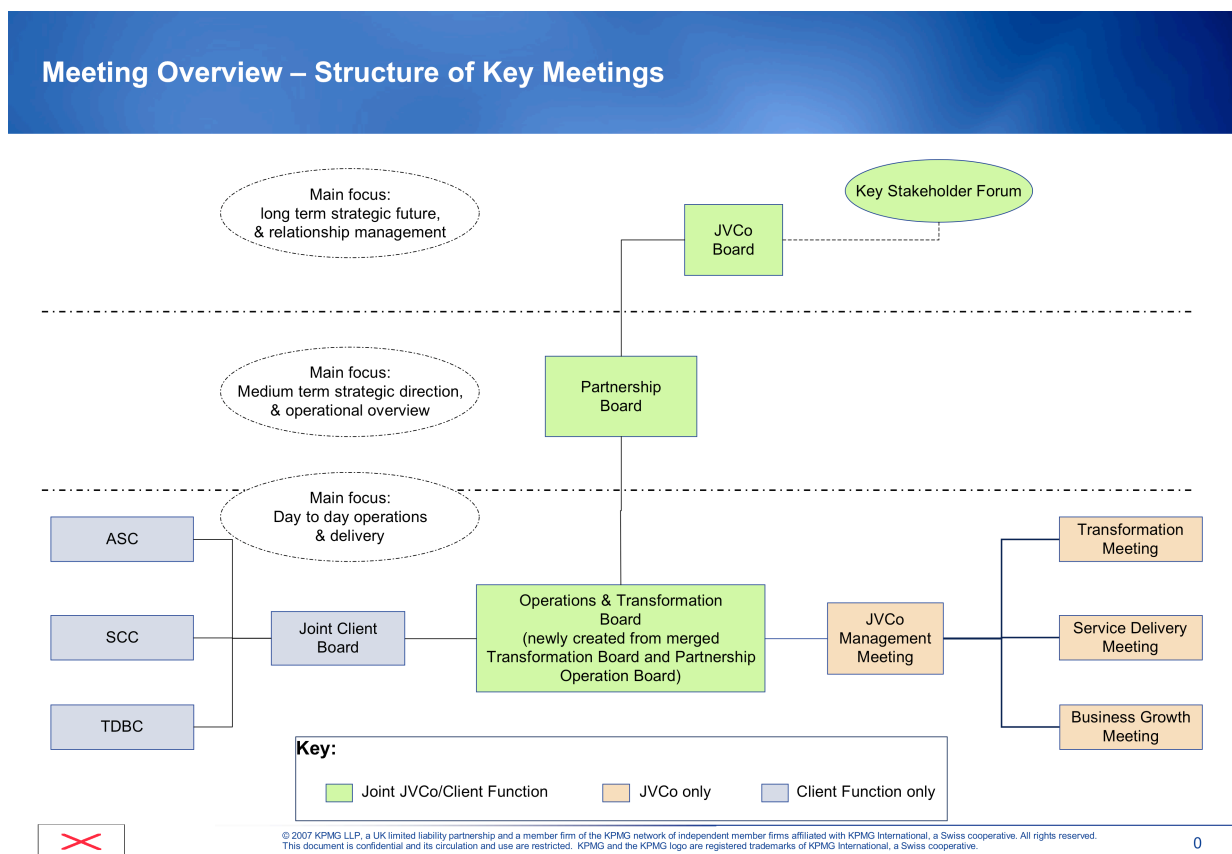 Meeting Overview – Structure of Key Meetings
Main focus:
long term strategic future,
& relationship management
JVCo
Board
Key Stakeholder Forum
Main focus:
Medium term strategic direction,
& operational overview
Partnership
Board
Main focus:
Day to day operations
& delivery
ASC
SCC
TDBC
Joint Client
Board
Operations & Transformation
Board
(newly created from merged
Transformation Board and Partnership
Operation Board)
JVCo
Management
Meeting
Transformation
Meeting
Service Delivery
Meeting
Business Growth
Meeting
Key:
Joint JVCo/Client Function
JVCo only
Client Function only
© 2007 KPMG LLP, a UK limited liability partnership and a member firm of the KPMG network of independent member firms affiliated with KPMG International, a Swiss cooperative. All rights reserved.
This document is confidential and its circulation and use are restricted. KPMG and the KPMG logo are registered trademarks of KPMG International, a Swiss cooperative.
0